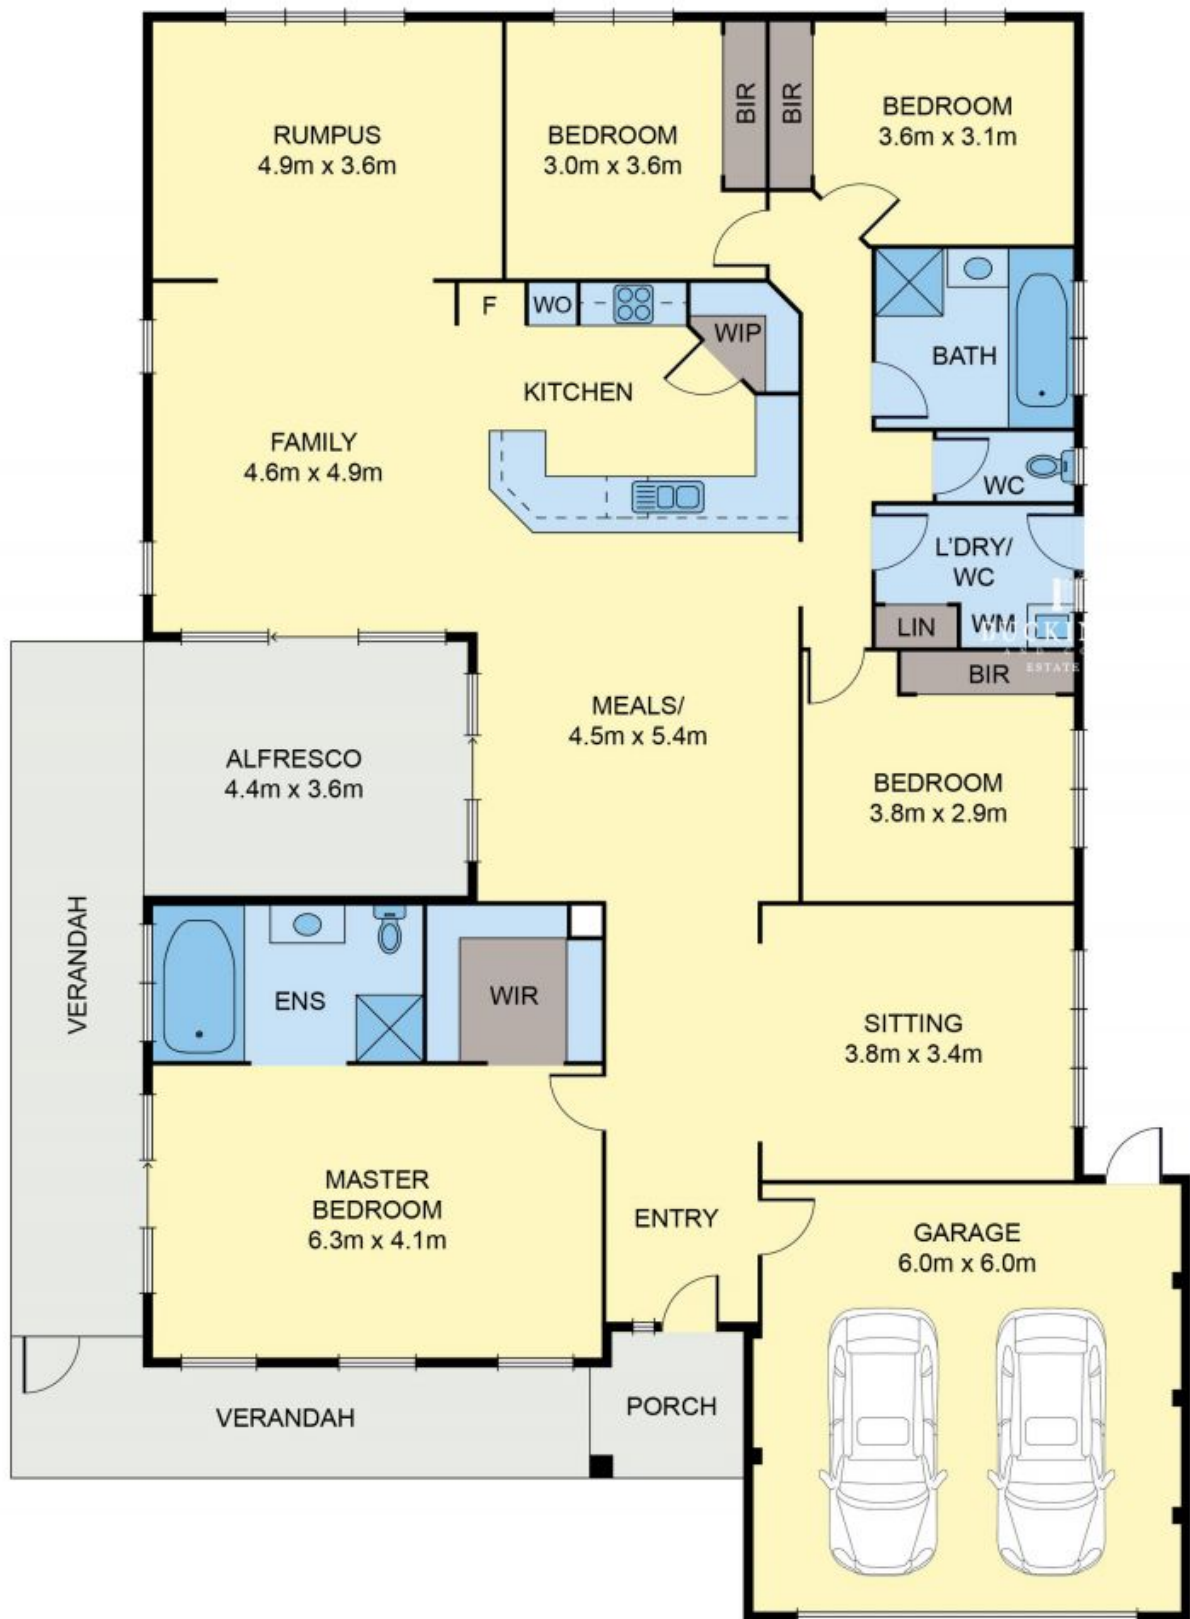 RUMPUS
4.9m x 3.6m
BEDROOM
3.0m x 3.6m
BIR
BIR
BEDROOM
3.6m x 3.1m
F
WO
WIP
KITCHEN
BATH
FAMILY
4.6m x 4.9m
WC
L'DRY/
WC
LIN
WM
BIR
ESTATE
MEALS/
4.5m x 5.4m
ALFRESCO
4.4m x 3.6m
BEDROOM
3.8m x 2.9m
VERANDAH
ENS
WIR
SITTING
3.8m x 3.4m
MASTER
BEDROOM
6.3m x 4.1m
ENTRY
GARAGE
6.0m x 6.0m
VERANDAH
PORCH